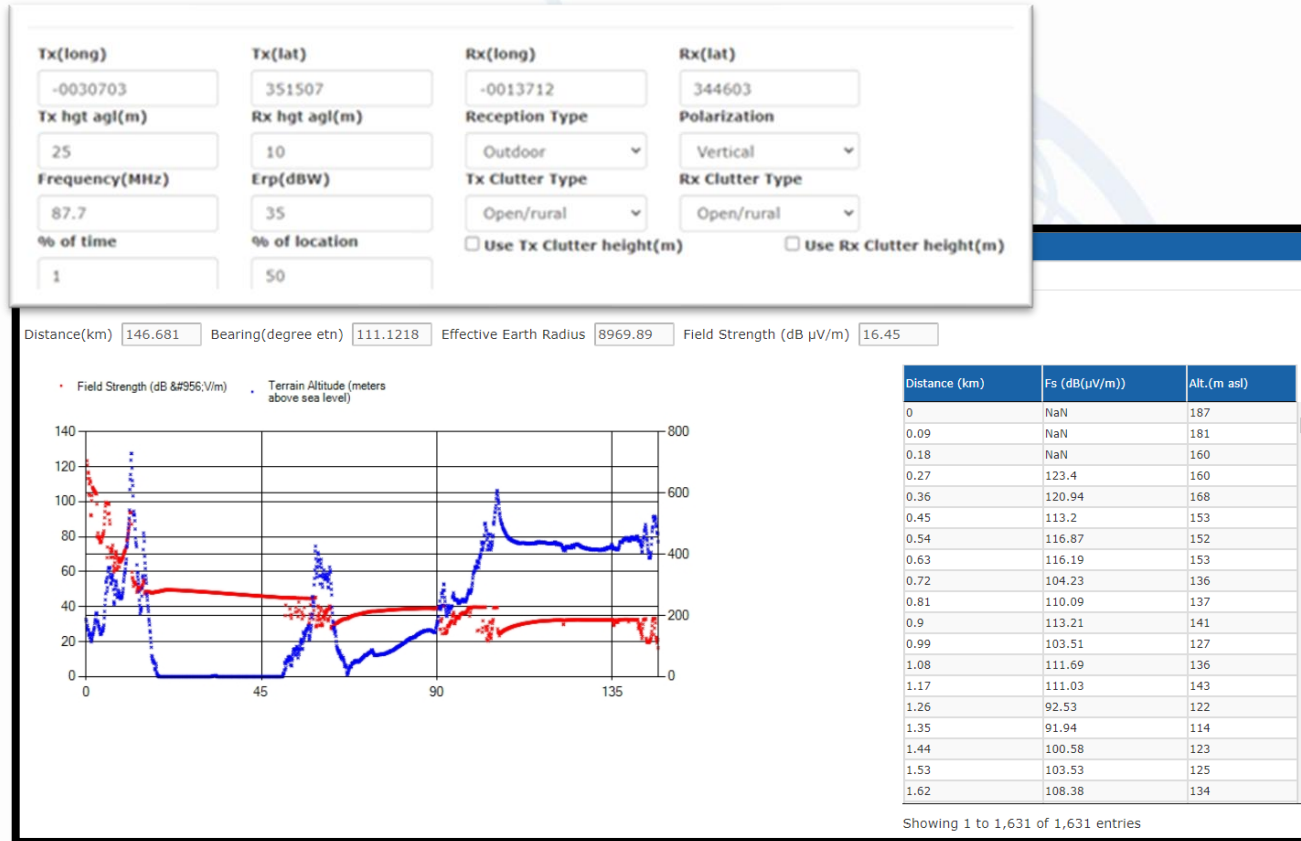 Tx(long) Tx(lat) Rx(long) Rx(lat)
-0030703 351507 -0013712 344603
Tx hgt agl(m) Rx hgt agl(m) Reception Type Polarization
25 10 Outdoor Vertical
Frequency(MHz) Erp(dBW) Tx Clutter Type Rx Clutter Type
87.7 35 Open/rural Open/rural
% of time % of location Use Tx Clutter height(m) Use Rx Clutter height(m)
1 50
Distance(km) 146.681 Bearing(degree etn) 111.1218 Effective Earth Radius 8969.89 Field Strength (dB µV/m) 16.45
Field Strength (dB &#956;V/m) Terrain Altitude (meters
above sea level)
140 800
120
100 600
80
400
60
40
200
20
0 0
0 45 90 135
Distance (km) Fs (dB(µV/m)) Alt.(m asl)
0 NaN 187
0.09 NaN 181
0.18 NaN 160
0.27 123.4 160
0.36 120.94 168
0.45 113.2 153
0.54 116.87 152
0.63 116.19 153
0.72 104.23 136
0.81 110.09 137
0.9 113.21 141
0.99 103.51 127
1.08 111.69 136
1.17 111.03 143
1.26 92.53 122
1.35 91.94 114
1.44 100.58 123
1.53 103.53 125
1.62 108.38 134
Showing 1 to 1,631 of 1,631 entries